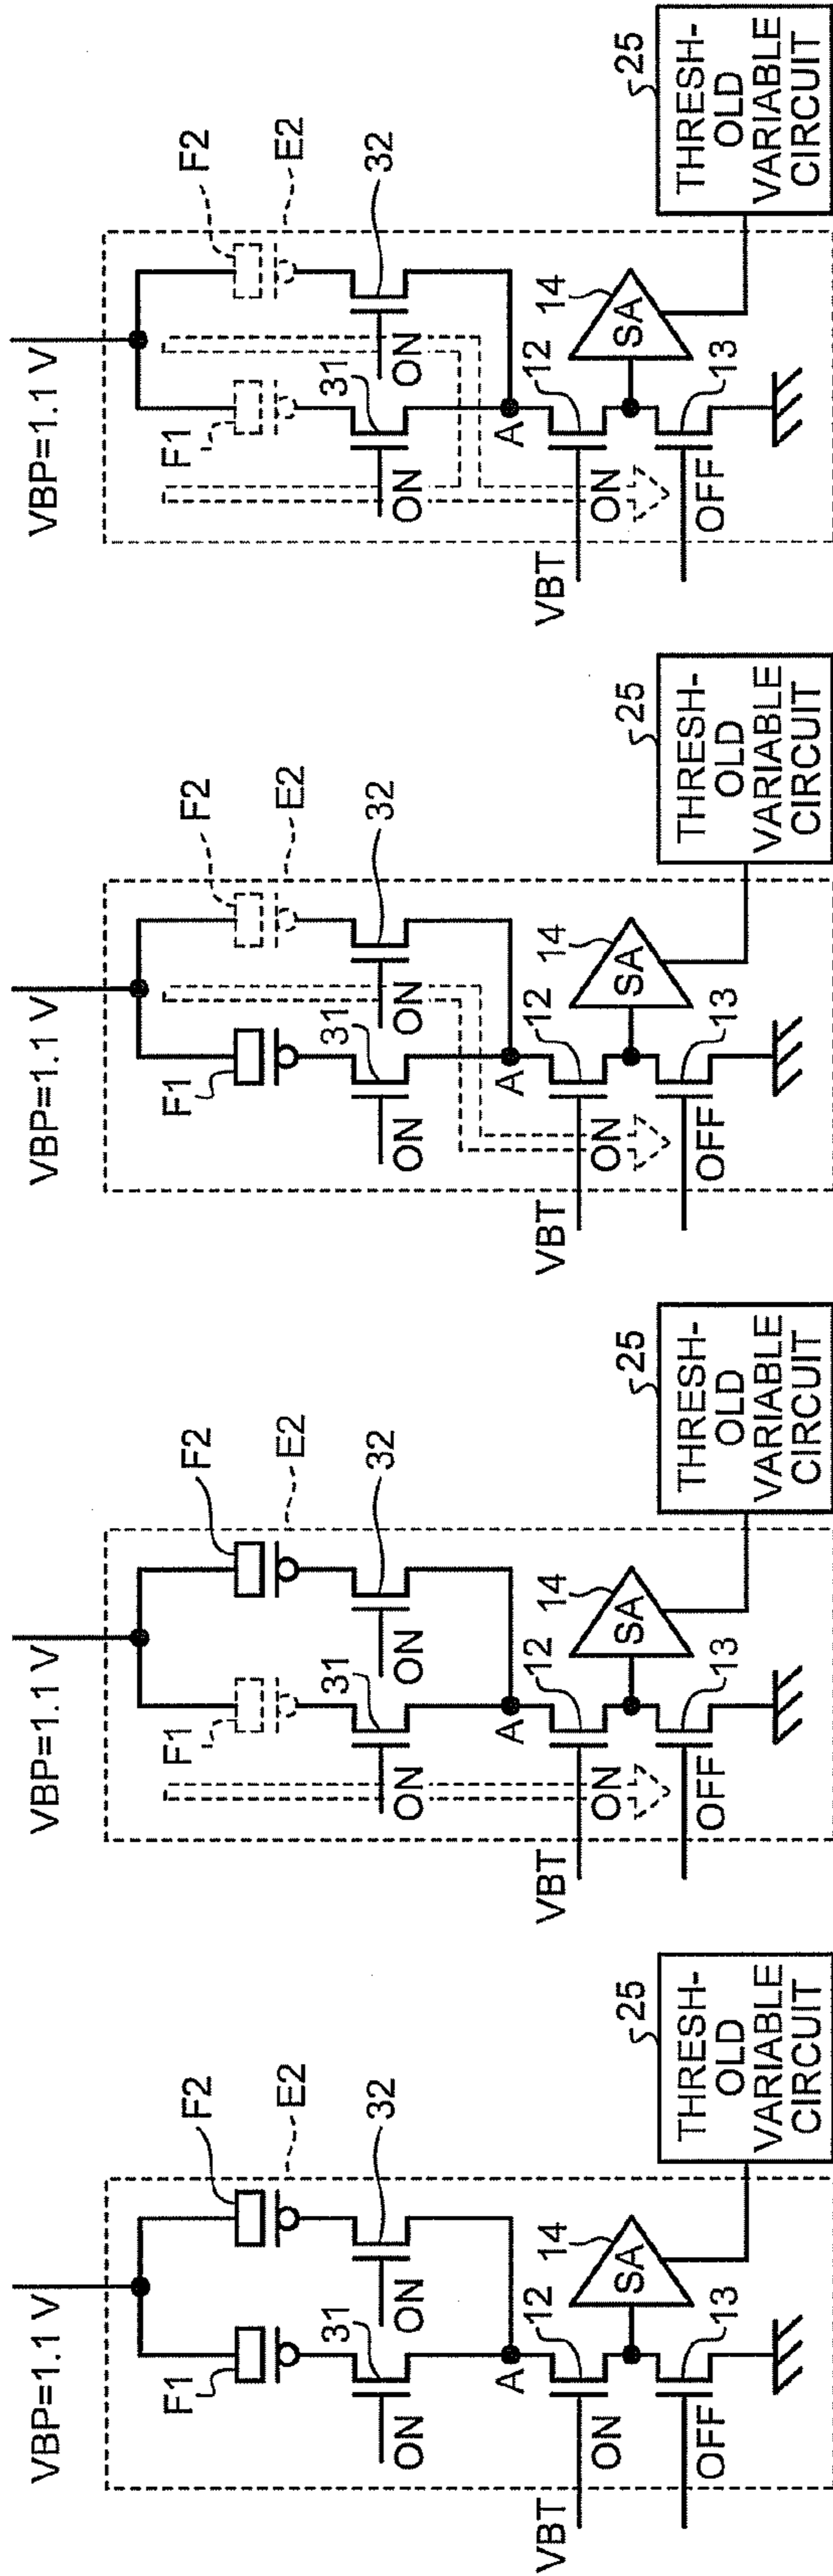 VBP=1.1 V
F1
F2
E2
31
32
ON
ON
A
12
14
SA
VBT
ON
13
OFF
25
THRESH-
OLD
VARIABLE
CIRCUIT
VBP=1.1 V
F1
F2
E2
31
32
ON
ON
A
12
14
SA
VBT
ON
13
OFF
25
THRESH-
OLD
VARIABLE
CIRCUIT
VBP=1.1 V
F1
F2
E2
31
32
ON
ON
A
12
14
SA
VBT
ON
13
OFF
25
THRESH-
OLD
VARIABLE
CIRCUIT
VBP=1.1 V
F1
F2
E2
31
32
ON
ON
A
12
14
SA
VBT
ON
13
OFF
25
THRESH-
OLD
VARIABLE
CIRCUIT